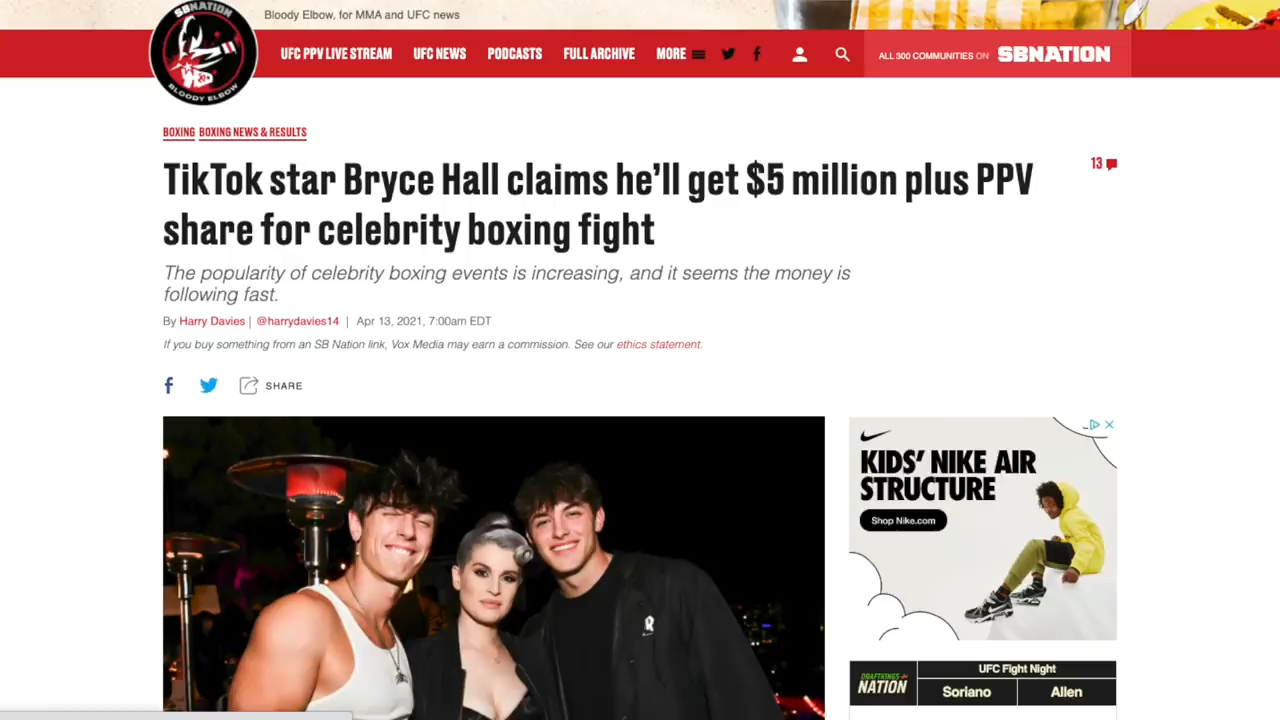 SBNATION
BLOODY ELBOW
Bloody Elbow, for MMA and UFC news
UFC PPV LIVE STREAM UFC NEWS PODCASTS FULL ARCHIVE MORE
ALL 300 COMMUNITIES ON SBNATION
BOXING BOXING NEWS & RESULTS
TikTok star Bryce Hall claims he’ll get $5 million plus PPV
share for celebrity boxing fight
13
The popularity of celebrity boxing events is increasing, and it seems the money is
following fast.
By Harry Davies | @harrydavies14 | Apr 13, 2021, 7:00am EDT
If you buy something from an SB Nation link, Vox Media may earn a commission. See our ethics statement.
SHARE
KIDS’ NIKE AIR
STRUCTURE
Shop Nike.com
DRAFTKINGS
NATION
UFC Fight Night
Soriano Allen